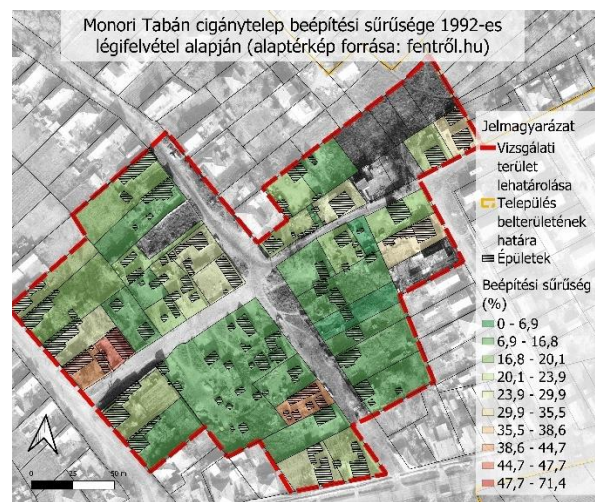 Monori Tabán cigánytelep beépítési sűrűsége 1992-es
légifelvétel alapján (alaptérkép forrása: fentről.hu)
Jelmagyarázat
Vizsgálati
terület
lehatárolása
Település
belterületének
határa
Épületek
Beépítési sűrűség
(%)
0 - 6,9
6,9 - 16,8
16,8 - 20,1
20,1 - 23,9
23,9 - 29,9
29,9 - 35,5
35,5 - 38,6
38,6 - 44,7
44,7 - 47,7
47,7 - 71,4
0 25 50 m